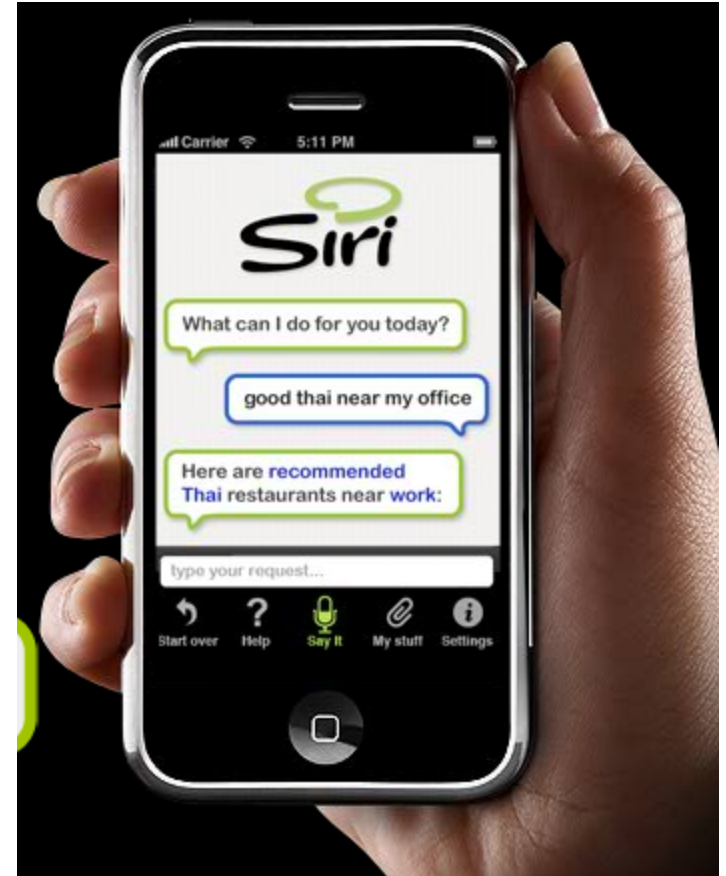 Carrier 5:11 PM
Siri
What can I do for you today?
good thai near my office
Here are recommended
Thai restaurants near work:
type your request...
Start over Help Say It My stuff Settings